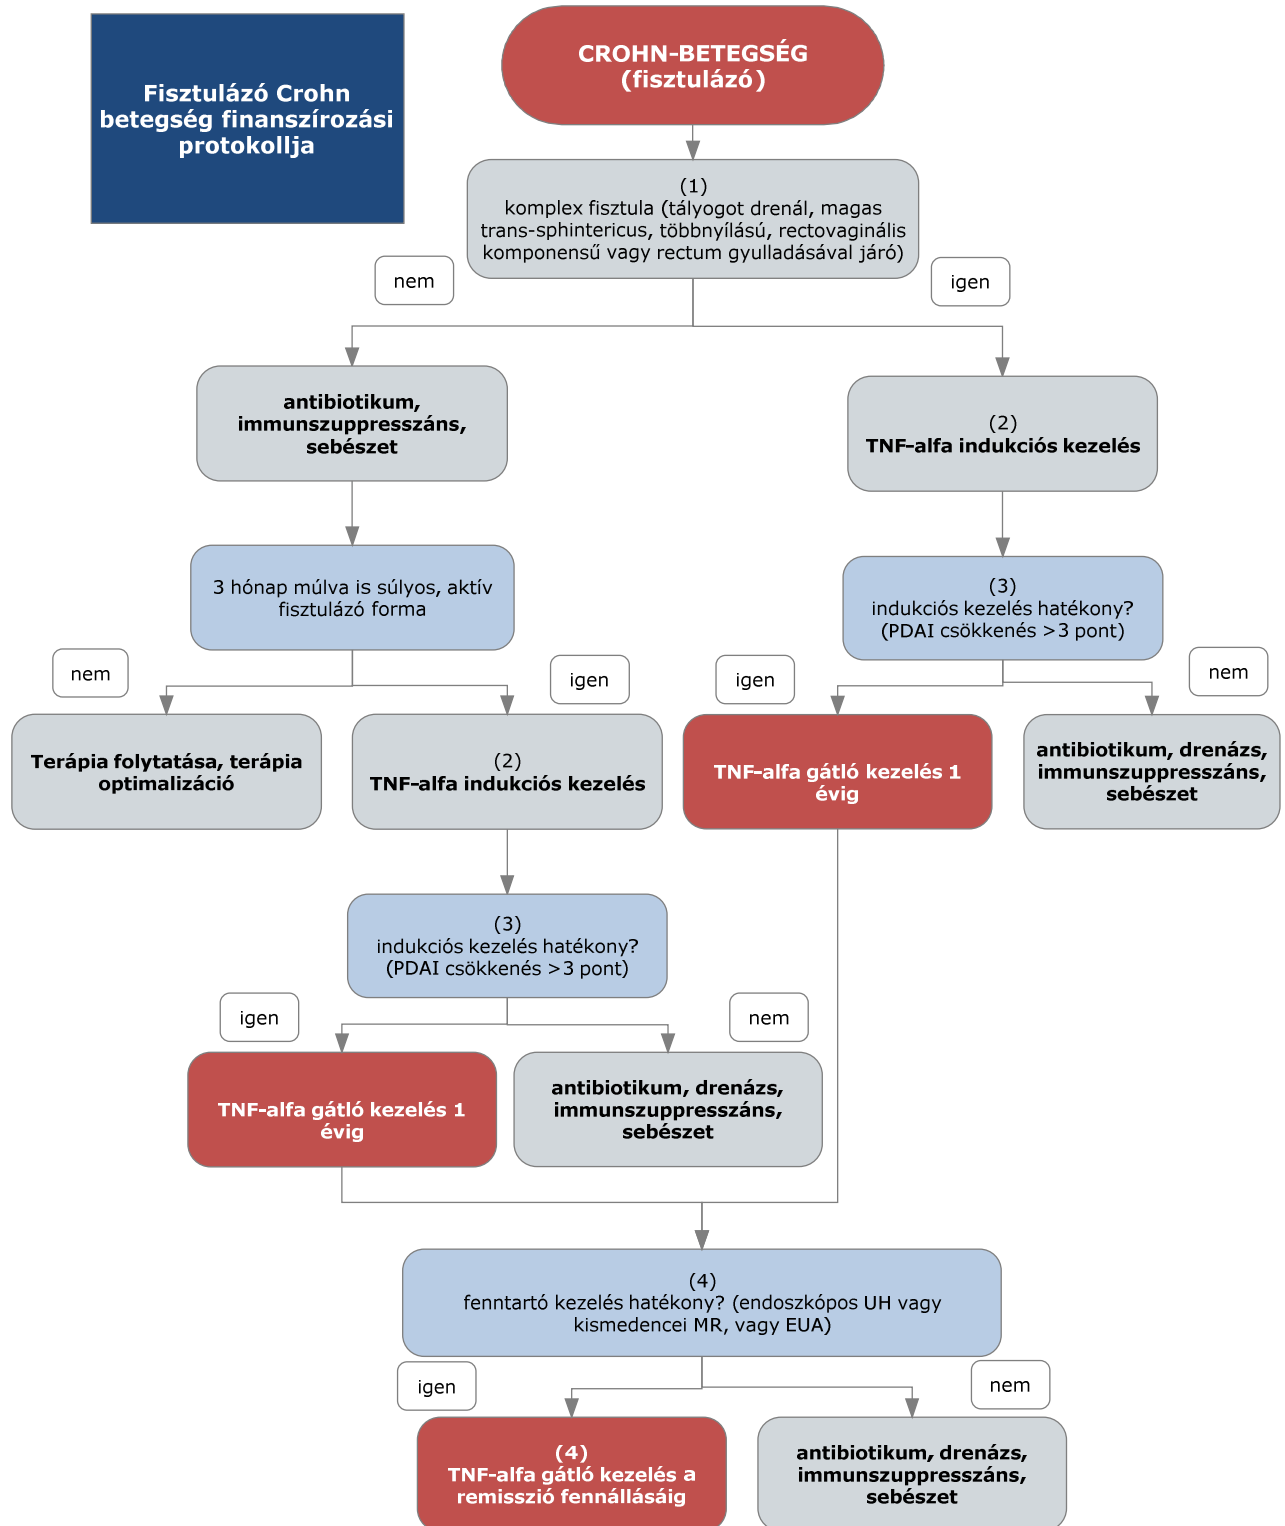 Fisztulázó Crohn
betegség finanszírozási
protokollja
CROHN-BETEGSÉG
(fisztulázó)
(1)
komplex fisztula (tályogot drenál, magas
trans-sphintericus, többnyílású, rectovaginális
komponensű vagy rectum gyulladásával járó)
nem
igen
antibiotikum,
immunszuppresszáns,
sebészet
(2)
TNF-alfa indukciós kezelés
3 hónap múlva is súlyos, aktív
fisztulázó forma
(3)
indukciós kezelés hatékony?
(PDAI csökkenés >3 pont)
nem
igen
igen
nem
Terápia folytatása, terápia
optimalizáció
(2)
TNF-alfa indukciós kezelés
TNF-alfa gátló kezelés 1
évig
antibiotikum, drenázs,
immunszuppresszáns,
sebészet
(3)
indukciós kezelés hatékony?
(PDAI csökkenés >3 pont)
igen
nem
TNF-alfa gátló kezelés 1
évig
antibiotikum, drenázs,
immunszuppresszáns,
sebészet
(4)
fenntartó kezelés hatékony? (endoszkópos UH vagy
kismedencei MR, vagy EUA)
igen
nem
(4)
TNF-alfa gátló kezelés a
remisszió fennállásáig
antibiotikum, drenázs,
immunszuppresszáns,
sebészet